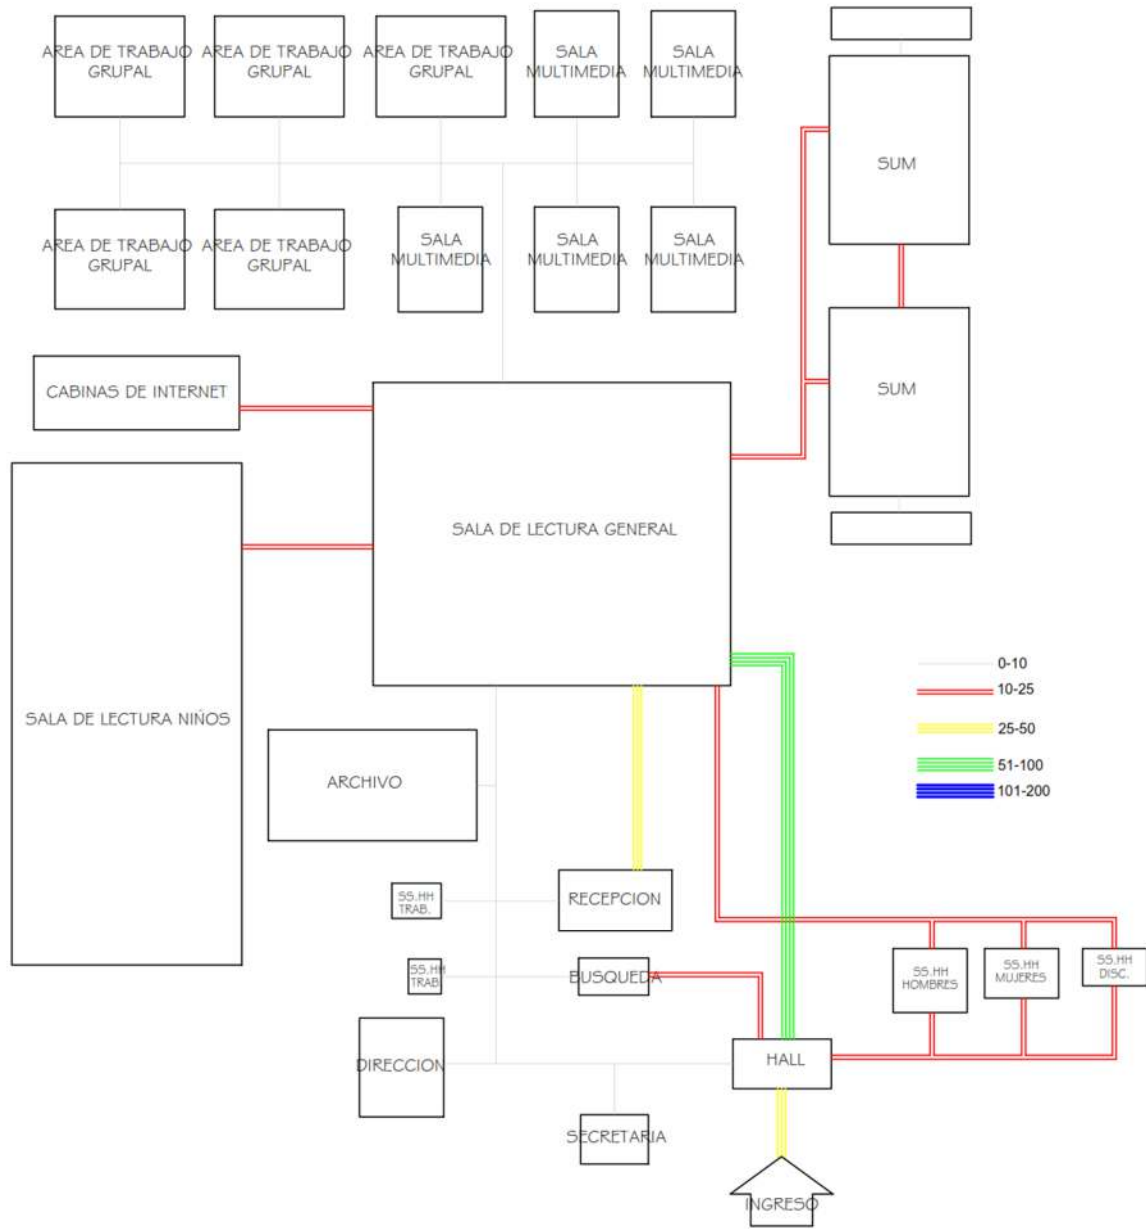 AREA DE TRABAJO
GRUPAL
AREA DE TRABAJO
GRUPAL
AREA DE TRABAJO
GRUPAL
SALA
MULTIMEDIA
SALA
MULTIMEDIA
SUM
AREA DE TRABAJO
GRUPAL
AREA DE TRABAJO
GRUPAL
SALA
MULTIMEDIA
SALA
MULTIMEDIA
SALA
MULTIMEDIA
CABINAS DE INTERNET
SUM
SALA DE LECTURA GENERAL
SALA DE LECTURA NIÑOS
0-10
10-25
25-50
51-100
101-200
ARCHIVO
SS.HH
TRAB.
RECEPCION
SS.HH
HOMBRES
SS.HH
MUJERES
SS.HH
DISC.
SS.HH
TRAB
BUSQUEDA
DIRECCION
HALL
SECRETARIA
INGRESO